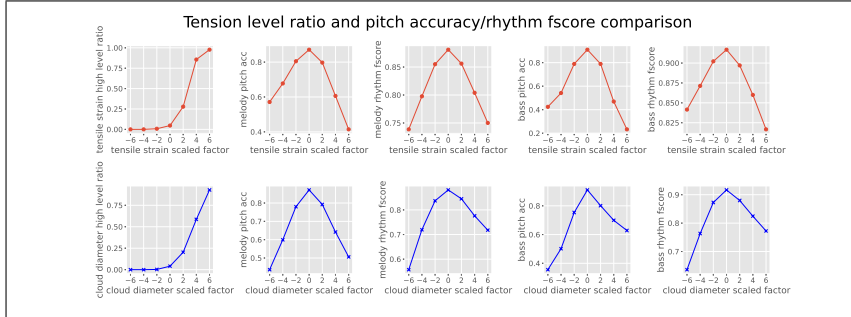 Tension level ratio and pitch accuracy/rhythm fscore comparison
tensile strain high level ratio
1.00
0.75
0.50
0.25
0.00
−6 −4 −2 0 2 4 6
tensile strain scaled factor
melody pitch acc
0.8
0.6
0.4
−6 −4 −2 0 2 4 6
tensile strain scaled factor
melody rhythm fscore
0.85
0.80
0.75
−6 −4 −2 0 2 4 6
tensile strain scaled factor
bass pitch acc
0.8
0.6
0.4
0.2
−6 −4 −2 0 2 4 6
tensile strain scaled factor
bass rhythm fscore
0.900
0.875
0.850
0.825
−6 −4 −2 0 2 4 6
tensile strain scaled factor
cloud diameter high level ratio
0.75
0.50
0.25
0.00
−6 −4 −2 0 2 4 6
cloud diameter scaled factor
melody pitch acc
0.8
0.7
0.6
0.5
−6 −4 −2 0 2 4 6
cloud diameter scaled factor
melody rhythm fscore
0.8
0.7
0.6
−6 −4 −2 0 2 4 6
cloud diameter scaled factor
bass pitch acc
0.8
0.6
0.4
−6 −4 −2 0 2 4 6
cloud diameter scaled factor
bass rhythm fscore
0.9
0.8
0.7
−6 −4 −2 0 2 4 6
cloud diameter scaled factor